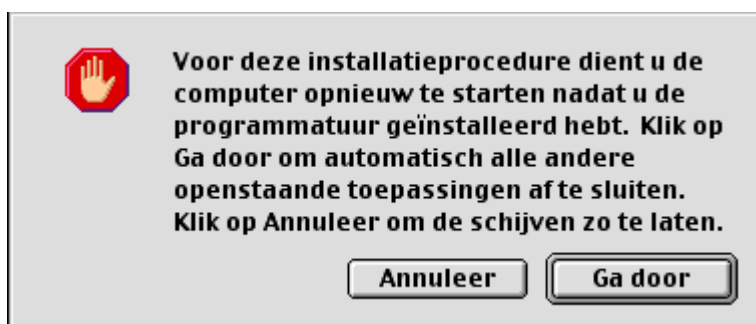 Voor deze installatieprocedure dient u de
computer opnieuw te starten nadat u de
programmatuur geïnstalleerd hebt. Klik op
Ga door om automatisch alle andere
openstaande toepassingen af te sluiten.
Klik op Annuleer om de schijven zo te laten.
Annuleer
Ga door